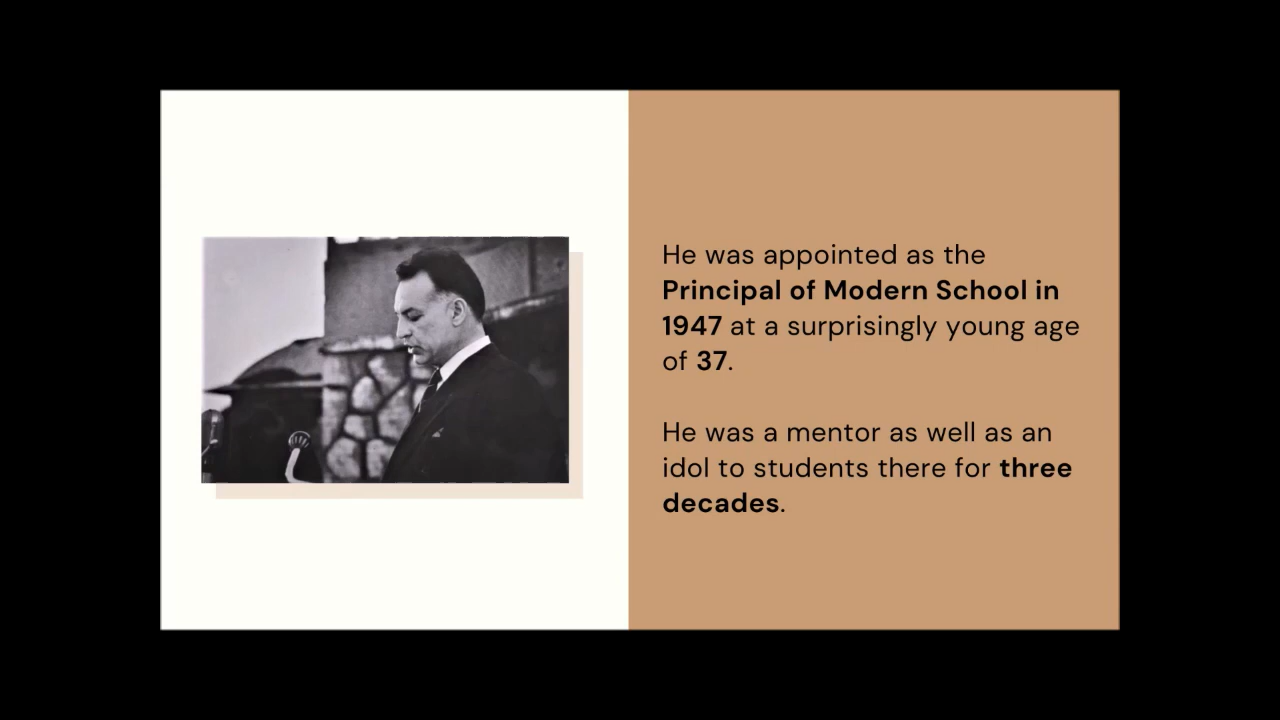 He was appointed as the
Principal of Modern School in
1947 at a surprisingly young age
of 37.
He was a mentor as well as an
idol to students there for three
decades.